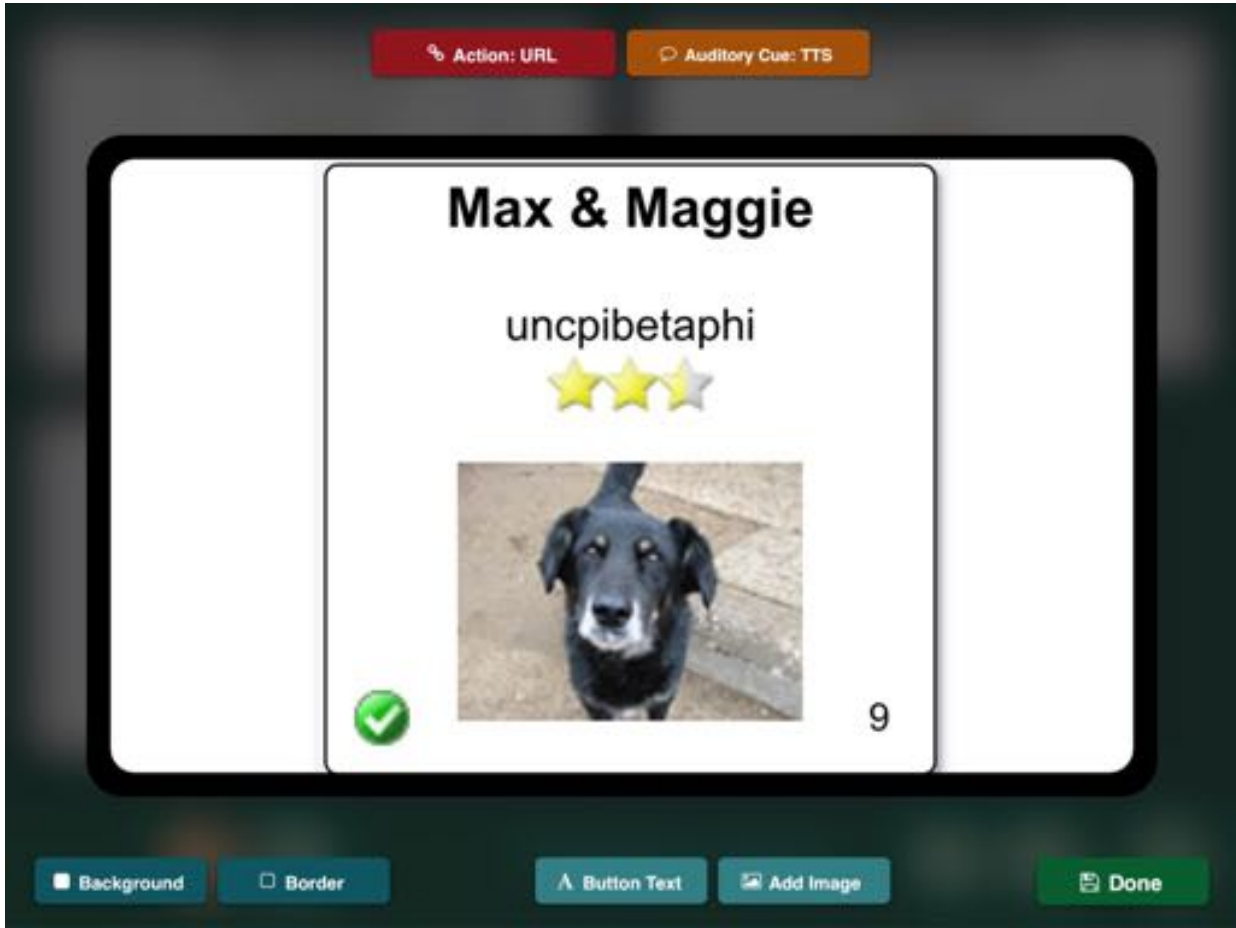 Action: URL
Auditory Cue: TTS
Max & Maggie
uncpibetaphi
9
Background
Border
A Button Text
Add Image
Done